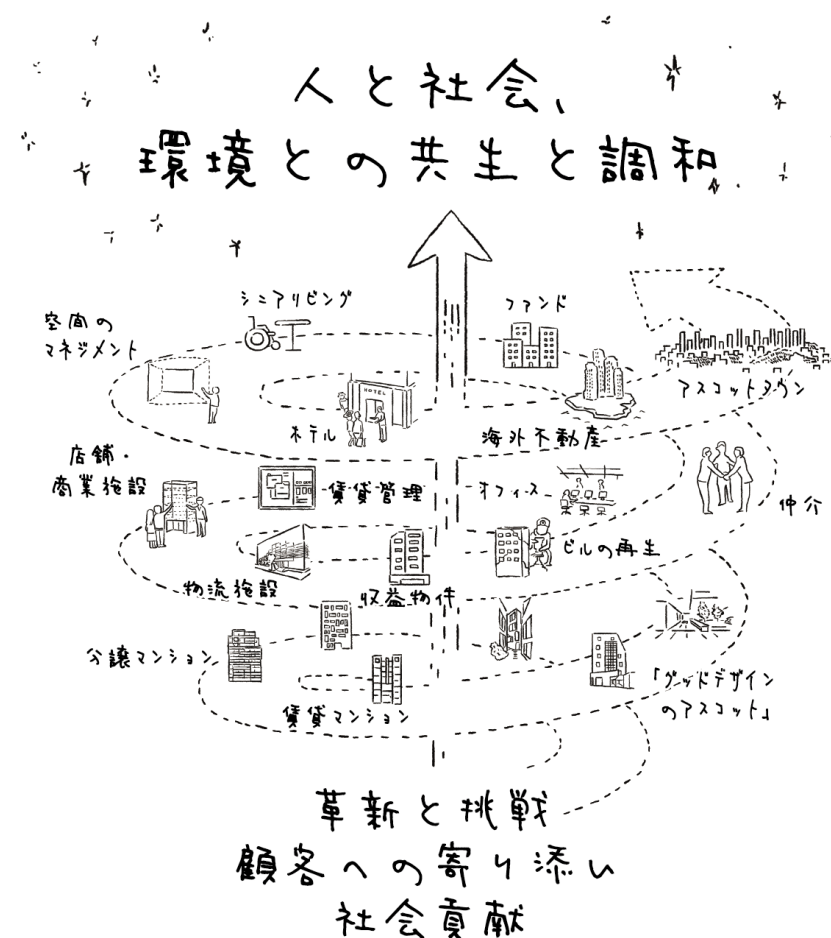 人と社会、
環境との共生と調和
シニアリビング
ファンド
空間の
マネジメント
アスコットタウン
HOTEL
ホテル
海外不動産
店舗・
商業施設
賃貸管理
オフィス
仲介
ビルの再生
物流施設
収益物件
分譲マンション
「グッドデザイン
のアスコット」
賃貸マンション
革新と挑戦
顧客への寄り添い
社会貢献